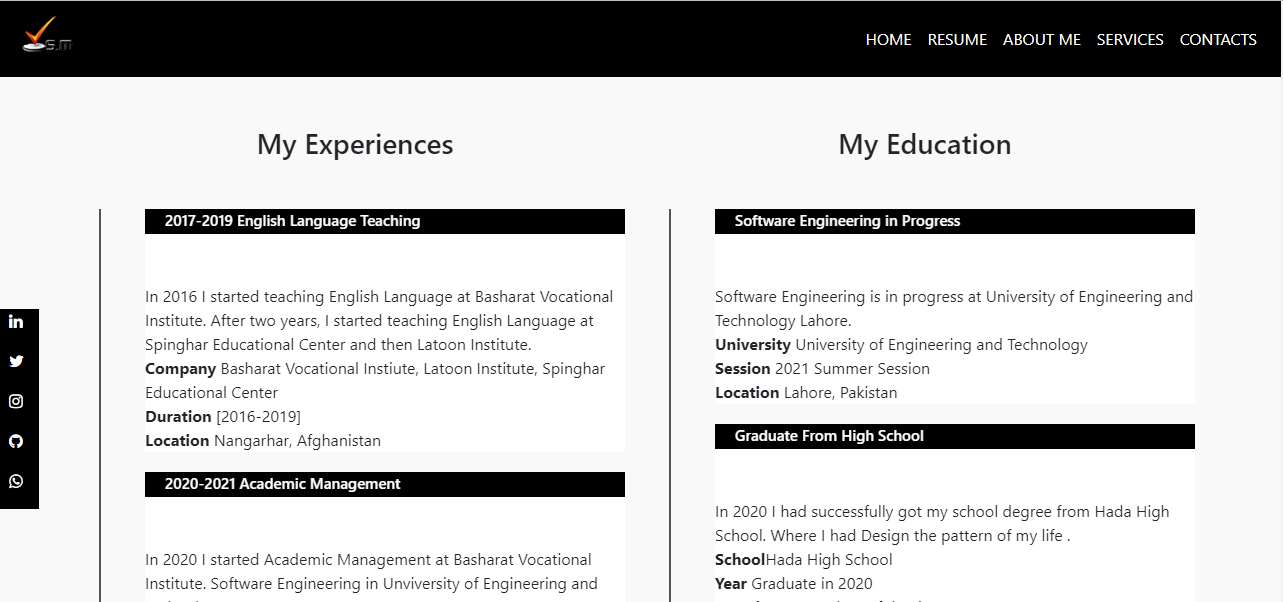 S.M
HOME RESUME ABOUT ME SERVICES CONTACTS
My Experiences
2017-2019 English Language Teaching
In 2016 I started teaching English Language at Basharat Vocational
Institute. After two years, I started teaching English Language at
Spinghar Educational Center and then Latoon Institute.
Company Basharat Vocational Instiute, Latoon Institute, Spinghar
Educational Center
Duration [2016-2019]
Location Nangarhar, Afghanistan
2020-2021 Academic Management
In 2020 I started Academic Management at Basharat Vocational
Institute. Software Engineering in Unviversity of Engineering and
My Education
Software Engineering in Progress
Software Engineering is in progress at University of Engineering and
Technology Lahore.
University University of Engineering and Technology
Session 2021 Summer Session
Location Lahore, Pakistan
Graduate From High School
In 2020 I had successfully got my school degree from Hada High
School. Where I had Design the pattern of my life .
SchoolHada High School
Year Graduate in 2020